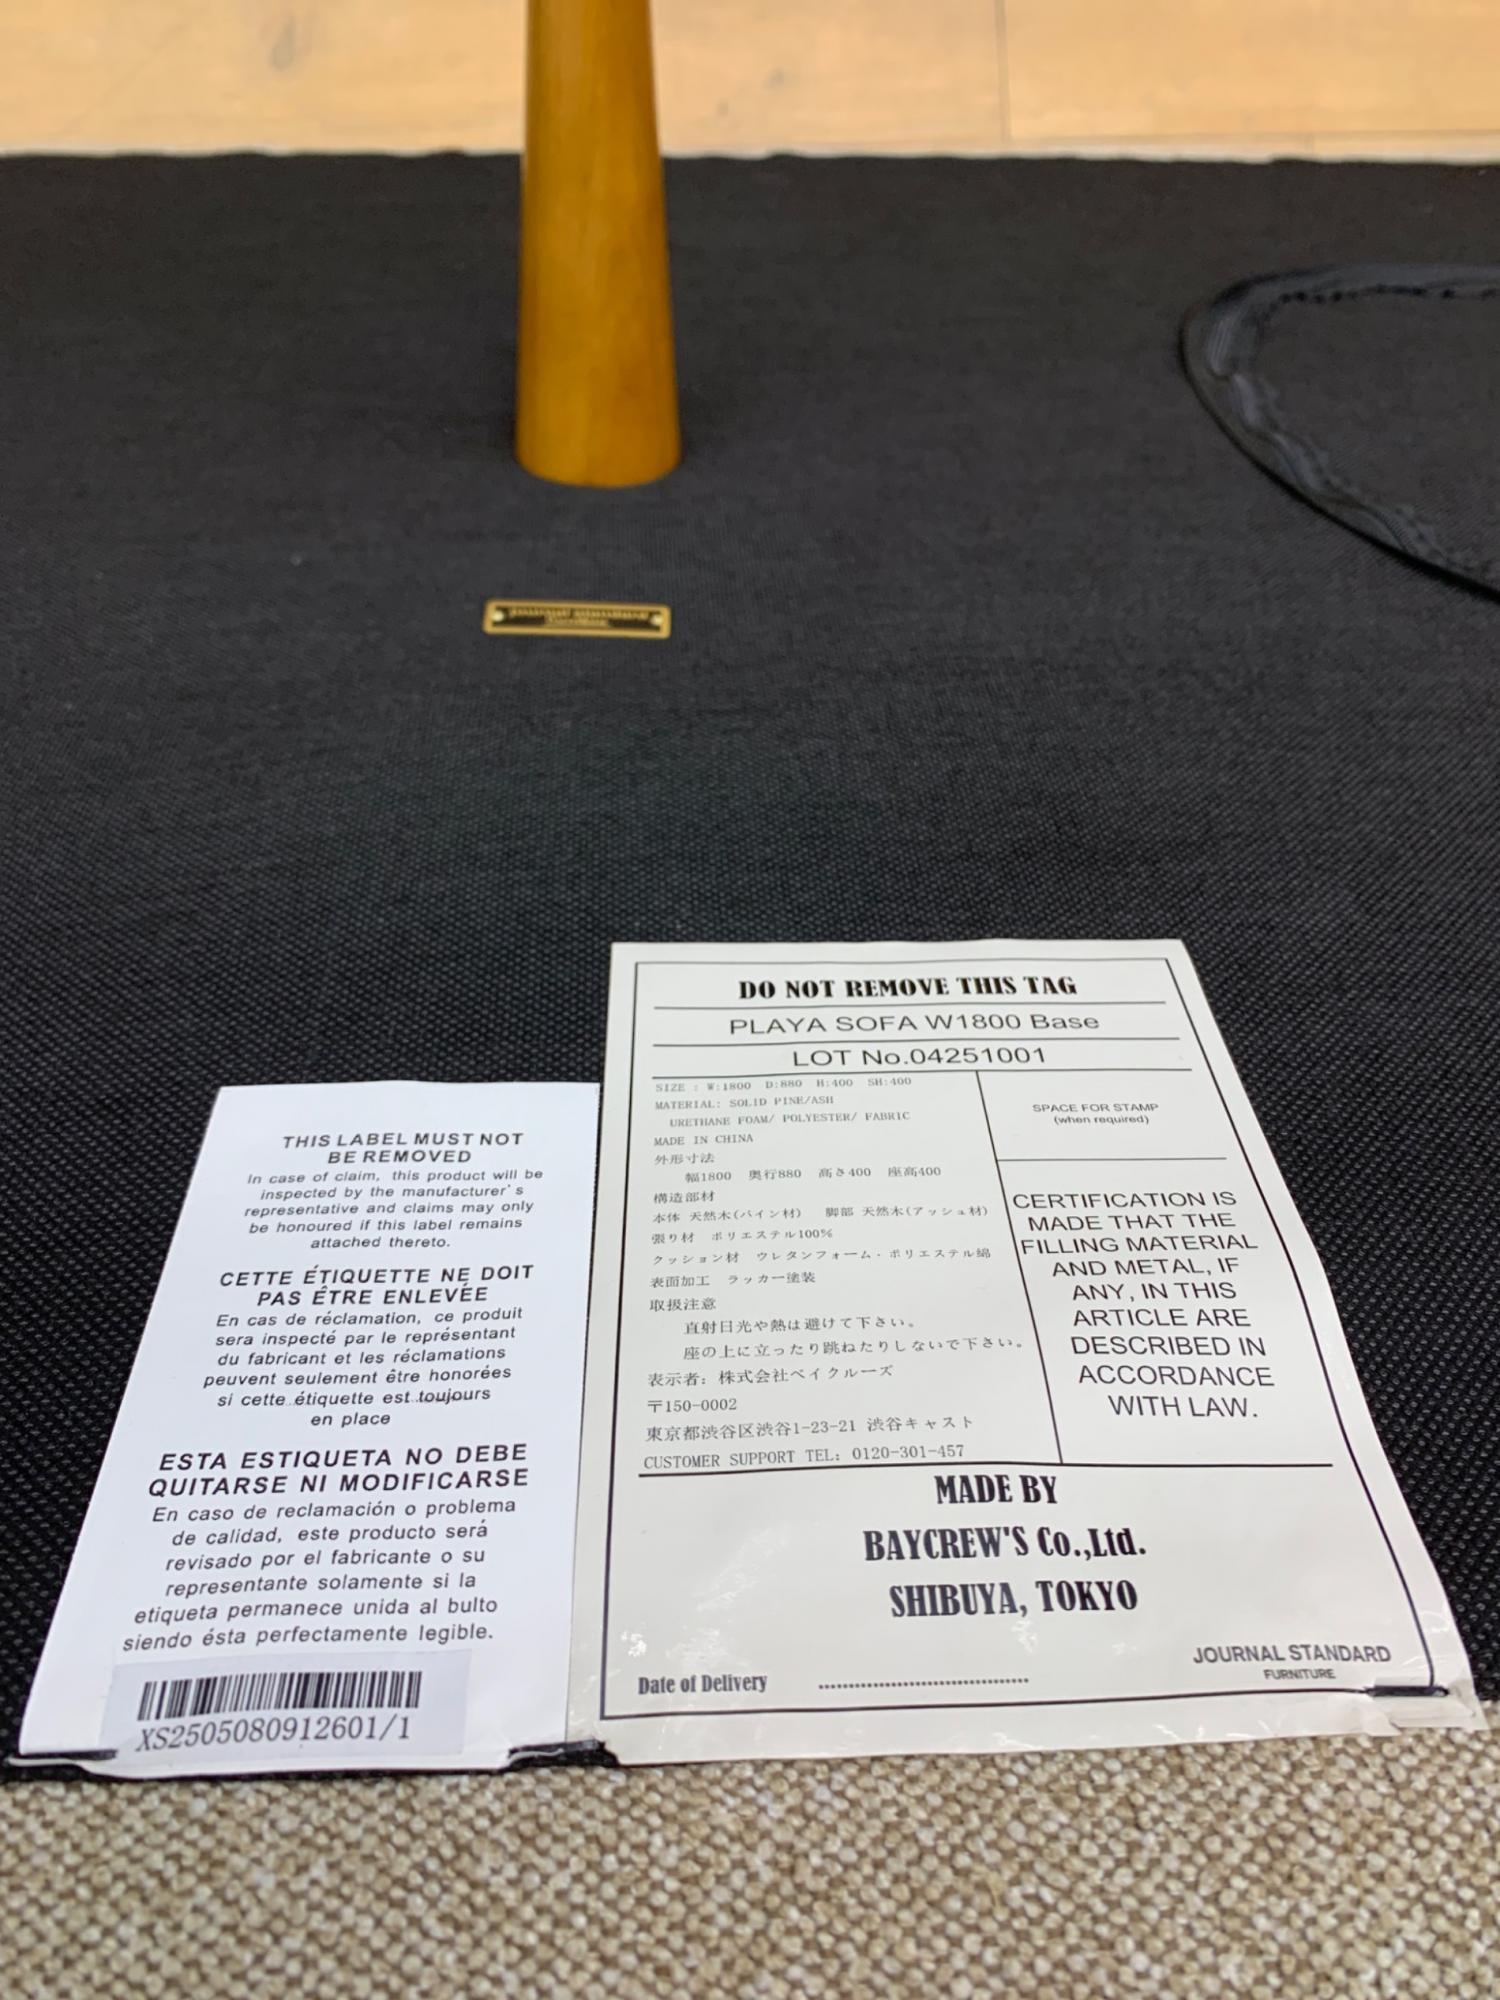 THIS LABEL MUST NOT
BE REMOVED
In case of claim, this product will be
inspected by the manufacturer's
representative and claims may only
be honoured if this label remains
attached thereto.
CETTE ÉTIQUETTE NE DOIT
PAS ÉTRE ENLEVÉE
En cas de réclamation, ce produit
sera inspecté par le représentant
du fabricant et les réclamations
peuvent seulement être honorées
si cette étiquette est toujours
en place
ESTA ESTIQUETA NO DEBE
QUITARSE NI MODIFICARSE
En caso de reclamación o problema
de calidad, este producto será
revisado por el fabricante o su
representante solamente si la
etiqueta permanece unida al bulto
siendo ésta perfectamente legible.
XS2505080912601/1
DO NOT REMOVE THIS TAG
PLAYA SOFA W1800 Base
LOT No.04251001
SIZE : W:1800 D:880 H:400 SH:400
MATERIAL: SOLID PINE/ASH
URETHANE FOAM/ POLYESTER/ FABRIC
MADE IN CHINA
外形寸法
幅1800 奥行880 高さ400 座高400
構造部材
本体 天然木(パイン材) 脚部 天然木(アッシュ材)
張り材 ポリエステル100%
クッション材 ウレタンフォーム・ポリエステル綿
表面加工 ラッカー塗装
取扱注意
直射日光や熱は避けて下さい。
座の上に立ったり跳ねたりしないで下さい。
表示者: 株式会社ベイクルーズ
〒150-0002
東京都渋谷区渋谷1-23-21 渋谷キャスト
CUSTOMER SUPPORT TEL: 0120-301-457
SPACE FOR STAMP
(when required)
CERTIFICATION IS
MADE THAT THE
FILLING MATERIAL
AND METAL, IF
ANY, IN THIS
ARTICLE ARE
DESCRIBED IN
ACCORDANCE
WITH LAW.
MADE BY
BAYCREW'S Co.,Ltd.
SHIBUYA, TOKYO
JOURNAL STANDARD
FURNITURE
Date of Delivery